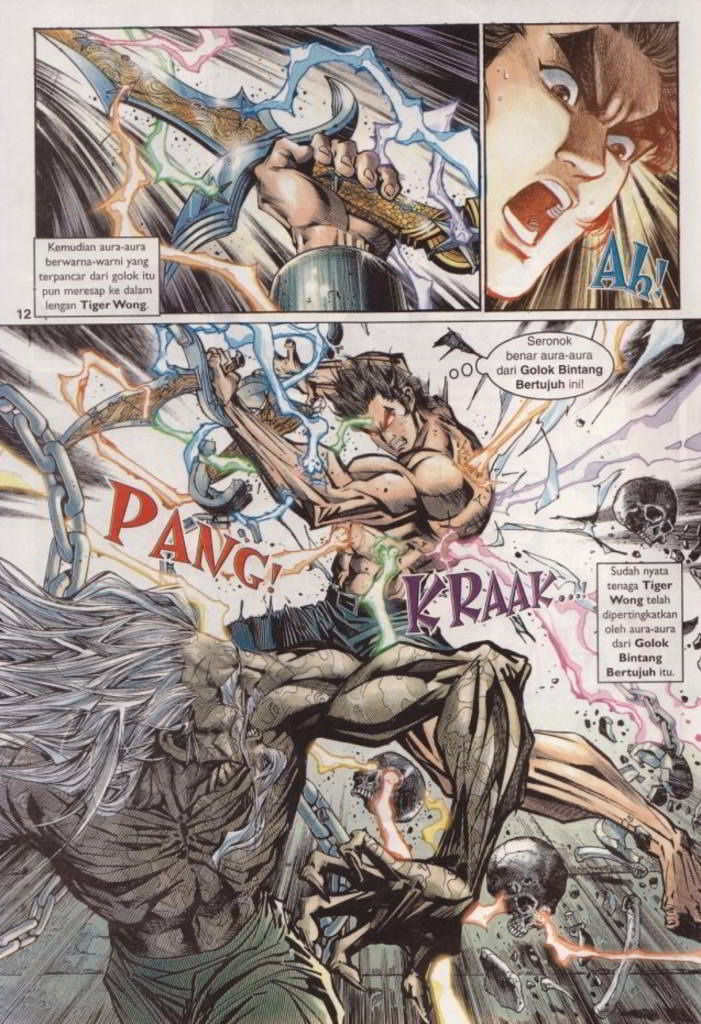 Kemudian aura-aura
berwarna-warni yang
terpancar dari golok itu
pun meresap ke dalam
lengan Tiger Wong.
Ah!
12
Seronok
benar aura-aura
dari Golok Bintang
Bertujuh ini!
PANG!
KRAAK...!
Sudah nyata
tenaga Tiger
Wong telah
dipertingkatkan
oleh aura-aura
dari Golok
Bintang
Bertujuh itu.